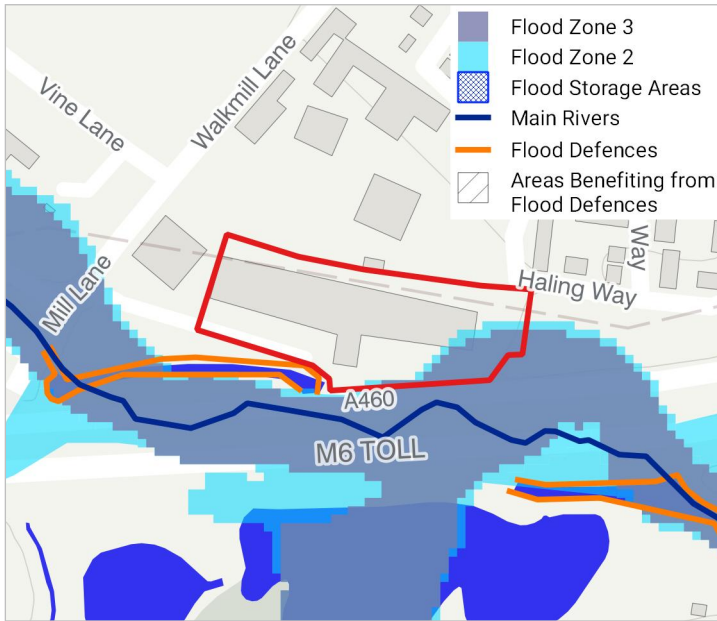 Flood Zone 3
Flood Zone 2
Flood Storage Areas
Main Rivers
Flood Defences
Areas Benefiting from
Flood Defences
Vine Lane
Walkmill Lane
Mill Lane
Way
Haling Way
A460
M6 TOLL